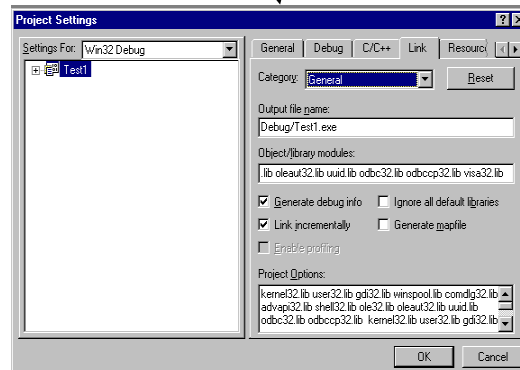 Project Settings
Settings For: Win32 Debug
Test1
General Debug C/C++ Link
Category: General Reset
Output file name:
Debug/Test1.exe
Object/library modules:
.lib oleaut32.lib uuid.lib odbc32.lib odbccp32.lib visa32.lib
Generate debug info Ignore all default libraries
Link incrementally Generate mapfile
Enable profiling
Project Options:
kernel32.lib user32.lib gdi32.lib winspool.lib comdlg32.lib
advapi32.lib shell32.lib ole32.lib oleaut32.lib uuid.lib
odbc32.lib odbccp32.lib kernel32.lib user32.lib gdi32.lib
OK Cancel